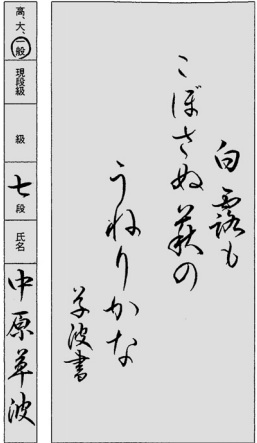 白露も
こぼさぬ萩の
うねりかな
草波書
高、大、一般
現段級
級
七段
氏名
中原草波